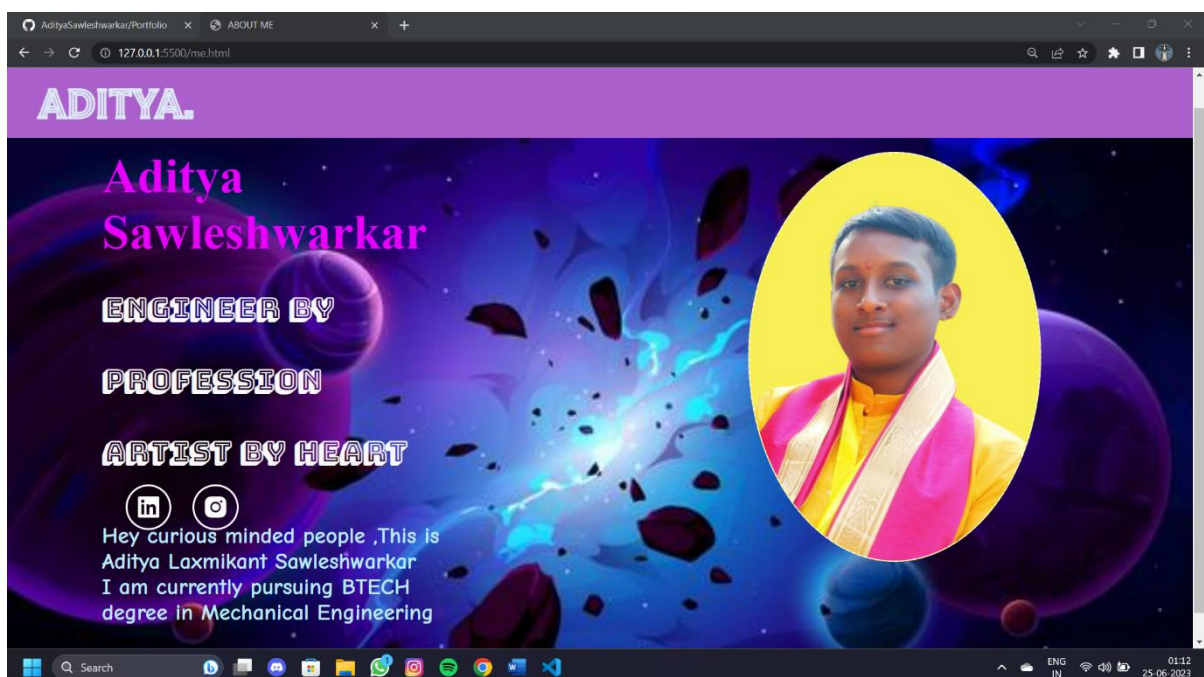 AdityaSawleshwarkar/Portfolio
ABOUT ME
127.0.0.1:5500/me.html
ADITYA.
Aditya
Sawleshwarkar
ENGINEER BY
PROFESSION
ARTIST BY HEART
in
Hey curious minded people ,This is
Aditya Laxmikant Sawleshwarkar
I am currently pursuing BTECH
degree in Mechanical Engineering
Search
ENG
IN
01:12
25-06-2023